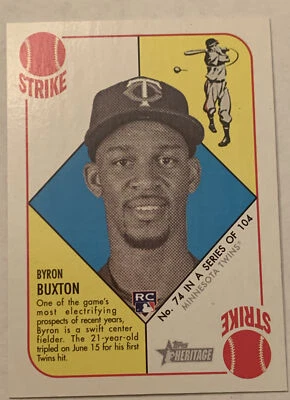 STRIKE
TC
BYRON
BUXTON
One of the game's
most electrifying
prospects of recent years,
Byron is a swift center
fielder. The 21-year-old
tripled on June 15 for his first
Twins hit.
RC
No. 74 IN A SERIES OF 104
MINNESOTA TWINS®
Topps
HERITAGE
STRIKE